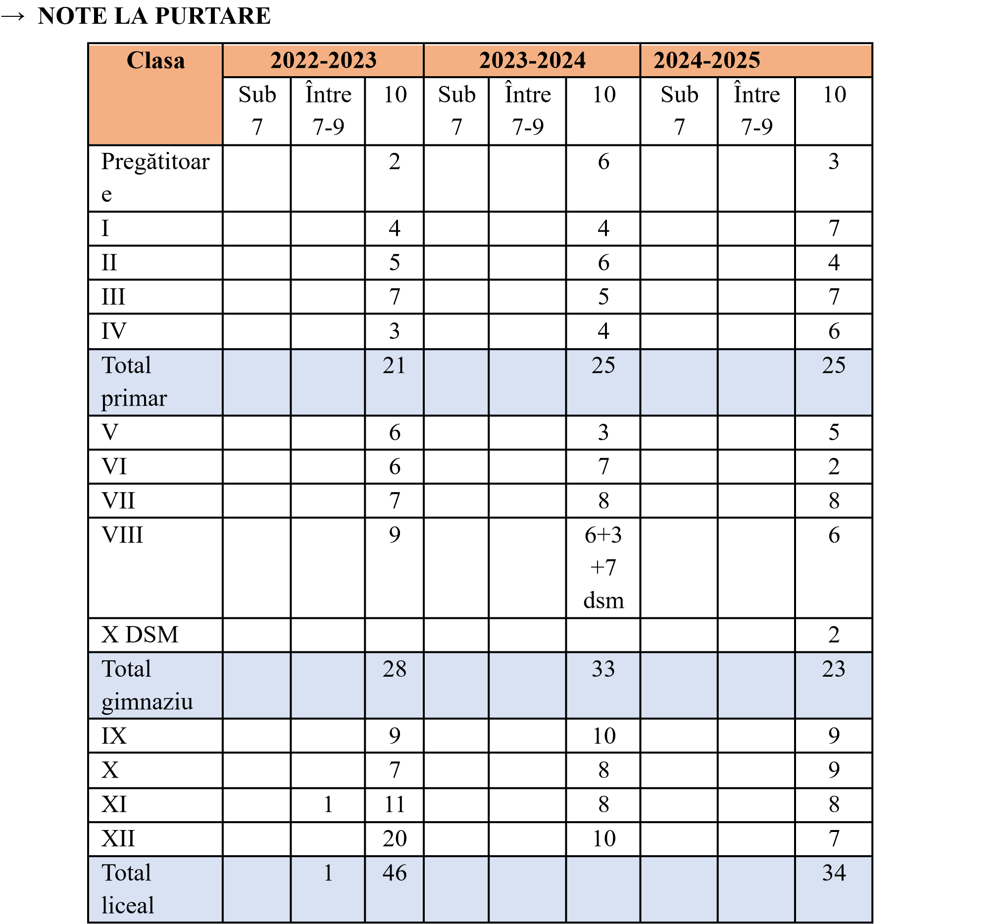 → NOTE LA PURTARE
Clasa 2022-2023 2023-2024 2024-2025
Sub 7 Între 7-9 10 Sub 7 Între 7-9 10 Sub 7 Între 7-9 10
Pregătitoare 2 6 3
I 4 4 7
II 5 6 4
III 7 5 7
IV 3 4 6
Total primar 21 25 25
V 6 3 5
VI 6 7 2
VII 7 8 8
VIII 9 6+3 +7 dsm 6
X DSM 2
Total gimnaziu 28 33 23
IX 9 10 9
X 7 8 9
XI 1 11 8 8
XII 20 10 7
Total liceal 1 46 34